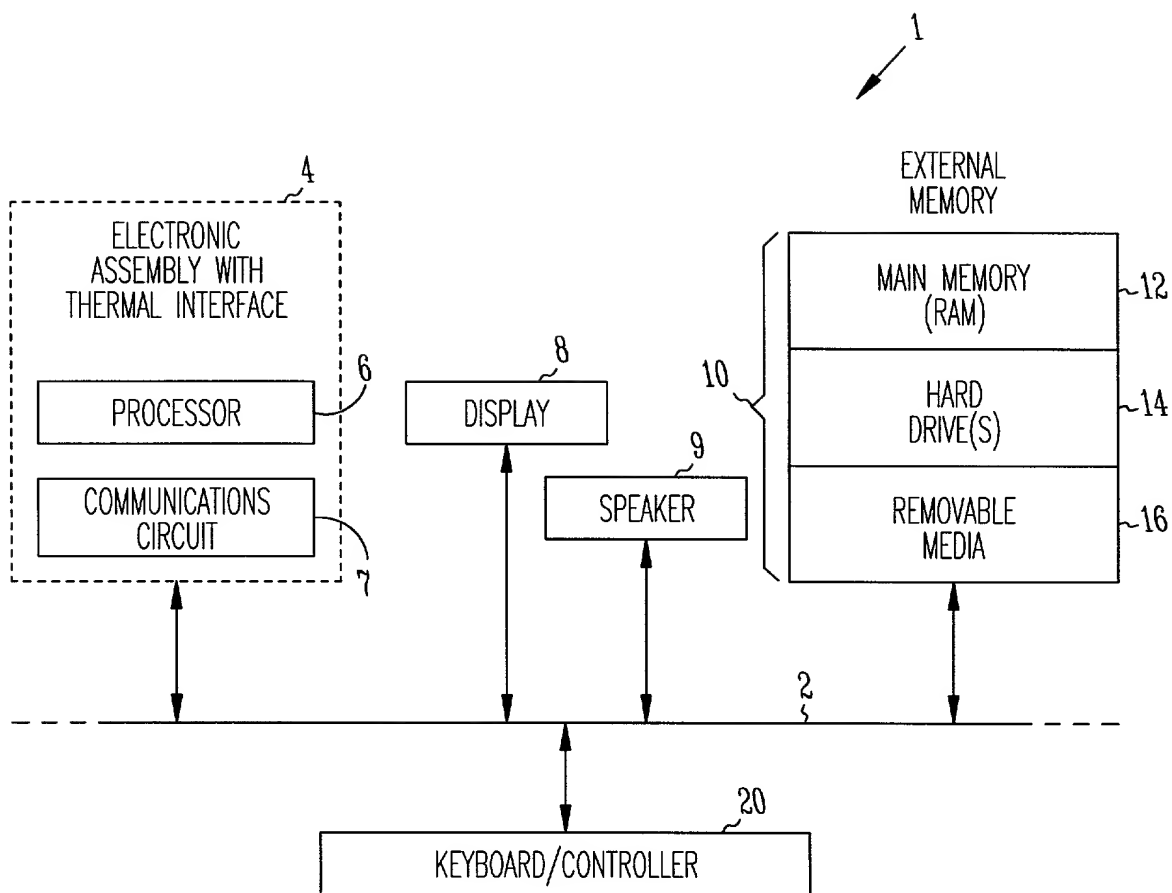 1
EXTERNAL
MEMORY
4
ELECTRONIC
ASSEMBLY WITH
THERMAL INTERFACE
6
PROCESSOR
COMMUNICATIONS
CIRCUIT
7
8
DISPLAY
9
SPEAKER
10
MAIN MEMORY
(RAM)
12
HARD
DRIVE(S)
14
REMOVABLE
MEDIA
16
2
20
KEYBOARD/CONTROLLER